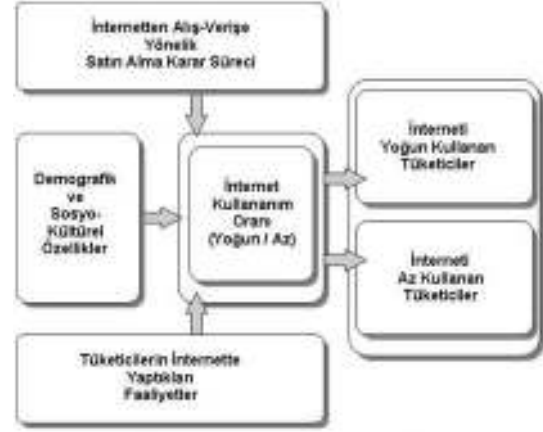 İnternetten Alış-Verişe
Yönelik
Satın Alma Karar Süreci
Demografik
ve
Sosyo-
Kültürel
Özellikler
İnternet
Kullananım
Oranı
(Yoğun / Az)
İnterneti
Yoğun Kullanan
Tüketiciler
İnterneti
Az Kullanan
Tüketiciler
Tüketicilerin İnternette
Yaptıkları
Faaliyetler